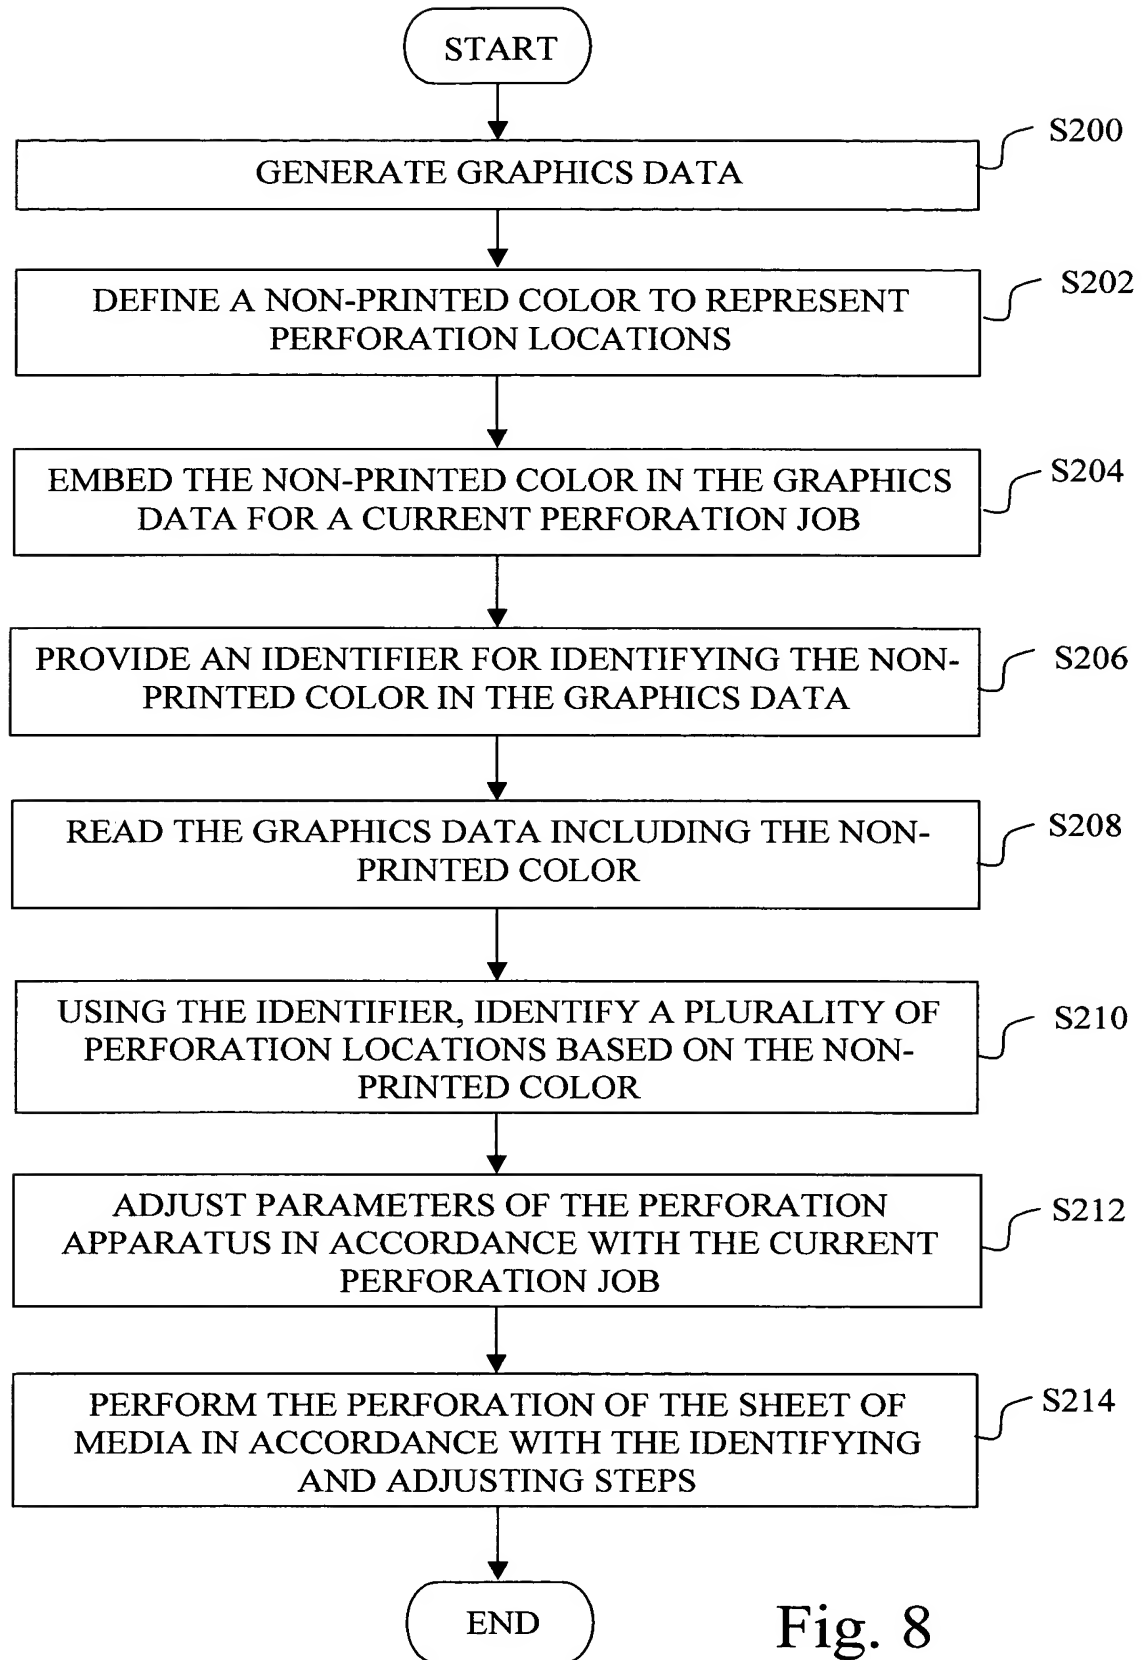 START
S200
GENERATE GRAPHICS DATA
S202
DEFINE A NON-PRINTED COLOR TO REPRESENT
PERFORATION LOCATIONS
S204
EMBED THE NON-PRINTED COLOR IN THE GRAPHICS
DATA FOR A CURRENT PERFORATION JOB
S206
PROVIDE AN IDENTIFIER FOR IDENTIFYING THE NON-
PRINTED COLOR IN THE GRAPHICS DATA
S208
READ THE GRAPHICS DATA INCLUDING THE NON-
PRINTED COLOR
S210
USING THE IDENTIFIER, IDENTIFY A PLURALITY OF
PERFORATION LOCATIONS BASED ON THE NON-
PRINTED COLOR
S212
ADJUST PARAMETERS OF THE PERFORATION
APPARATUS IN ACCORDANCE WITH THE CURRENT
PERFORATION JOB
S214
PERFORM THE PERFORATION OF THE SHEET OF
MEDIA IN ACCORDANCE WITH THE IDENTIFYING
AND ADJUSTING STEPS
END
Fig. 8